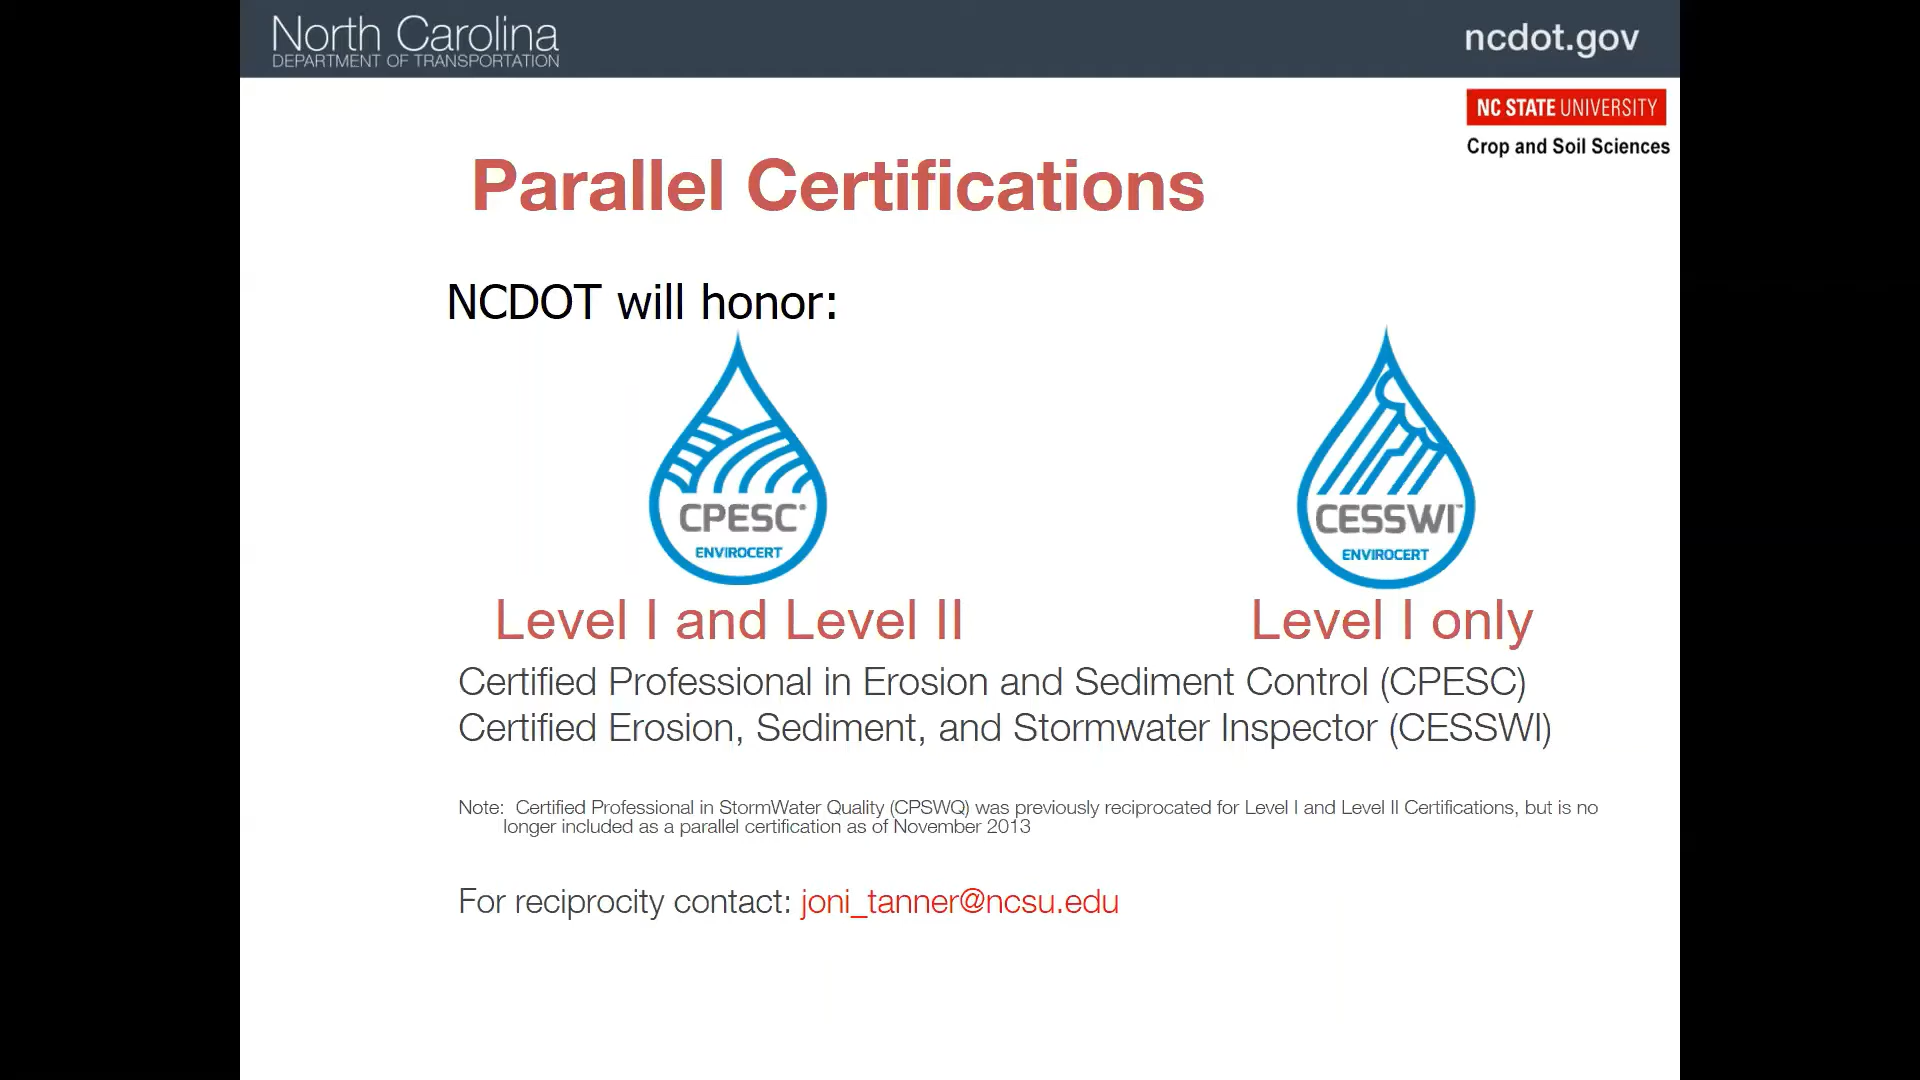 North Carolina
DEPARTMENT OF TRANSPORTATION
ncdot.gov
NC STATE UNIVERSITY
Crop and Soil Sciences
Parallel Certifications
NCDOT will honor:
CPESC®
ENVIROCERT
CESSWI™
ENVIROCERT
Level I and Level II
Level I only
Certified Professional in Erosion and Sediment Control (CPESC)
Certified Erosion, Sediment, and Stormwater Inspector (CESSWI)
Note: Certified Professional in StormWater Quality (CPSWQ) was previously reciprocated for Level I and Level II Certifications, but is no
longer included as a parallel certification as of November 2013
For reciprocity contact: joni_tanner@ncsu.edu